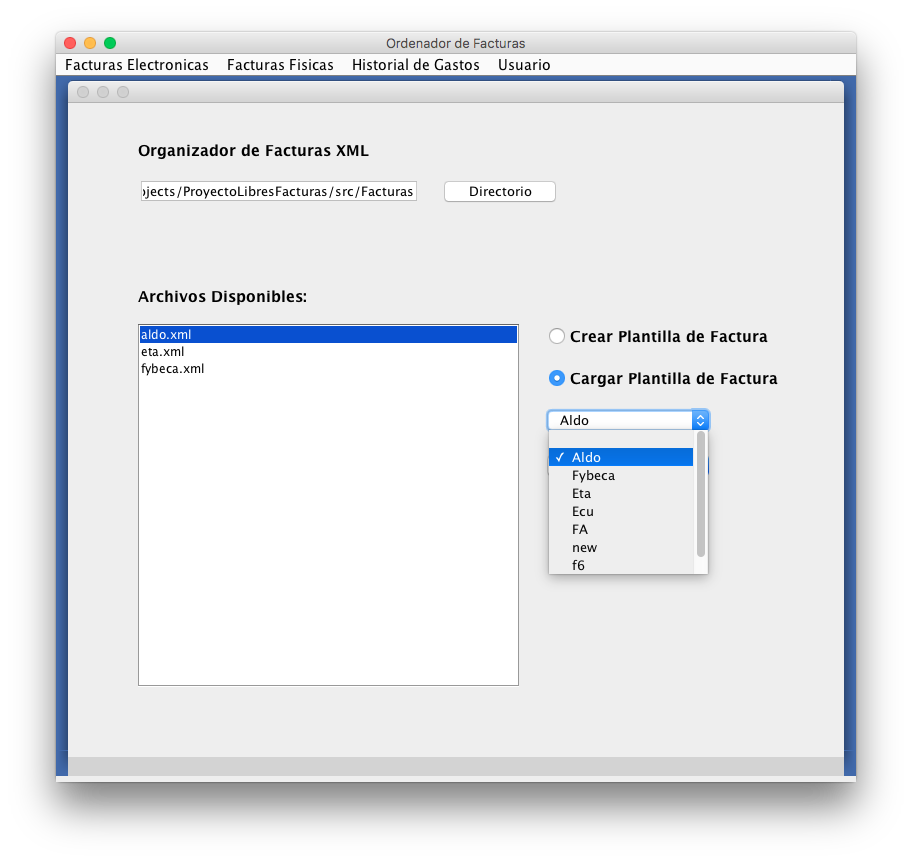 Ordenador de Facturas
Facturas Electronicas Facturas Fisicas Historial de Gastos Usuario
Organizador de Facturas XML
ojects/ProyectoLibresFacturas/src/Facturas Directorio
Archivos Disponibles:
aldo.xml
eta.xml
fybeca.xml
Crear Plantilla de Factura
Cargar Plantilla de Factura
Aldo
✓ Aldo
Fybeca
Eta
Ecu
FA
new
f6